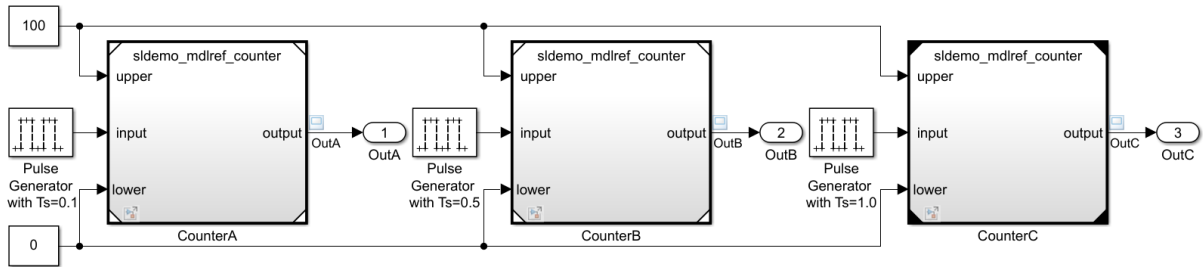 100
sldemo_mdlref_counter
upper
input
output
lower
OutA
1
OutA
Pulse
Generator
with Ts=0.1
CounterA
sldemo_mdlref_counter
upper
input
output
lower
OutB
2
OutB
Pulse
Generator
with Ts=0.5
CounterB
sldemo_mdlref_counter
upper
input
output
lower
OutC
3
OutC
Pulse
Generator
with Ts=1.0
CounterC
0